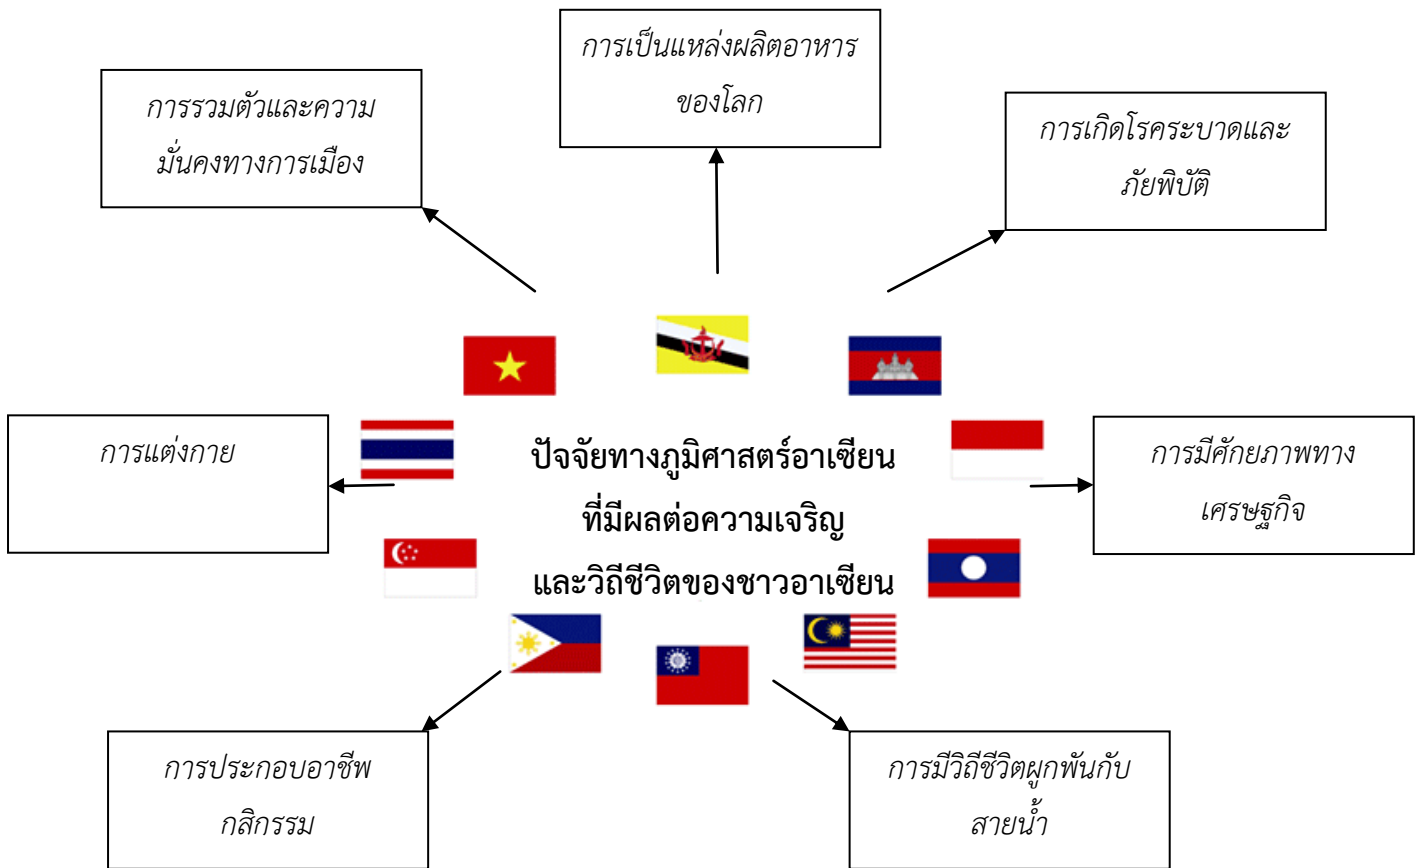 การเป็นแหล่งผลิตอาหาร
ของโลก
การรวมตัวและความ
มั่นคงทางการเมือง
การเกิดโรคระบาดและ
ภัยพิบัติ
การแต่งกาย
ปัจจัยทางภูมิศาสตร์อาเซียน
ที่มีผลต่อความเจริญ
และวิถีชีวิตของชาวอาเซียน
การมีศักยภาพทาง
เศรษฐกิจ
การประกอบอาชีพ
กสิกรรม
การมีวิถีชีวิตผูกพันกับ
สายน้ำ